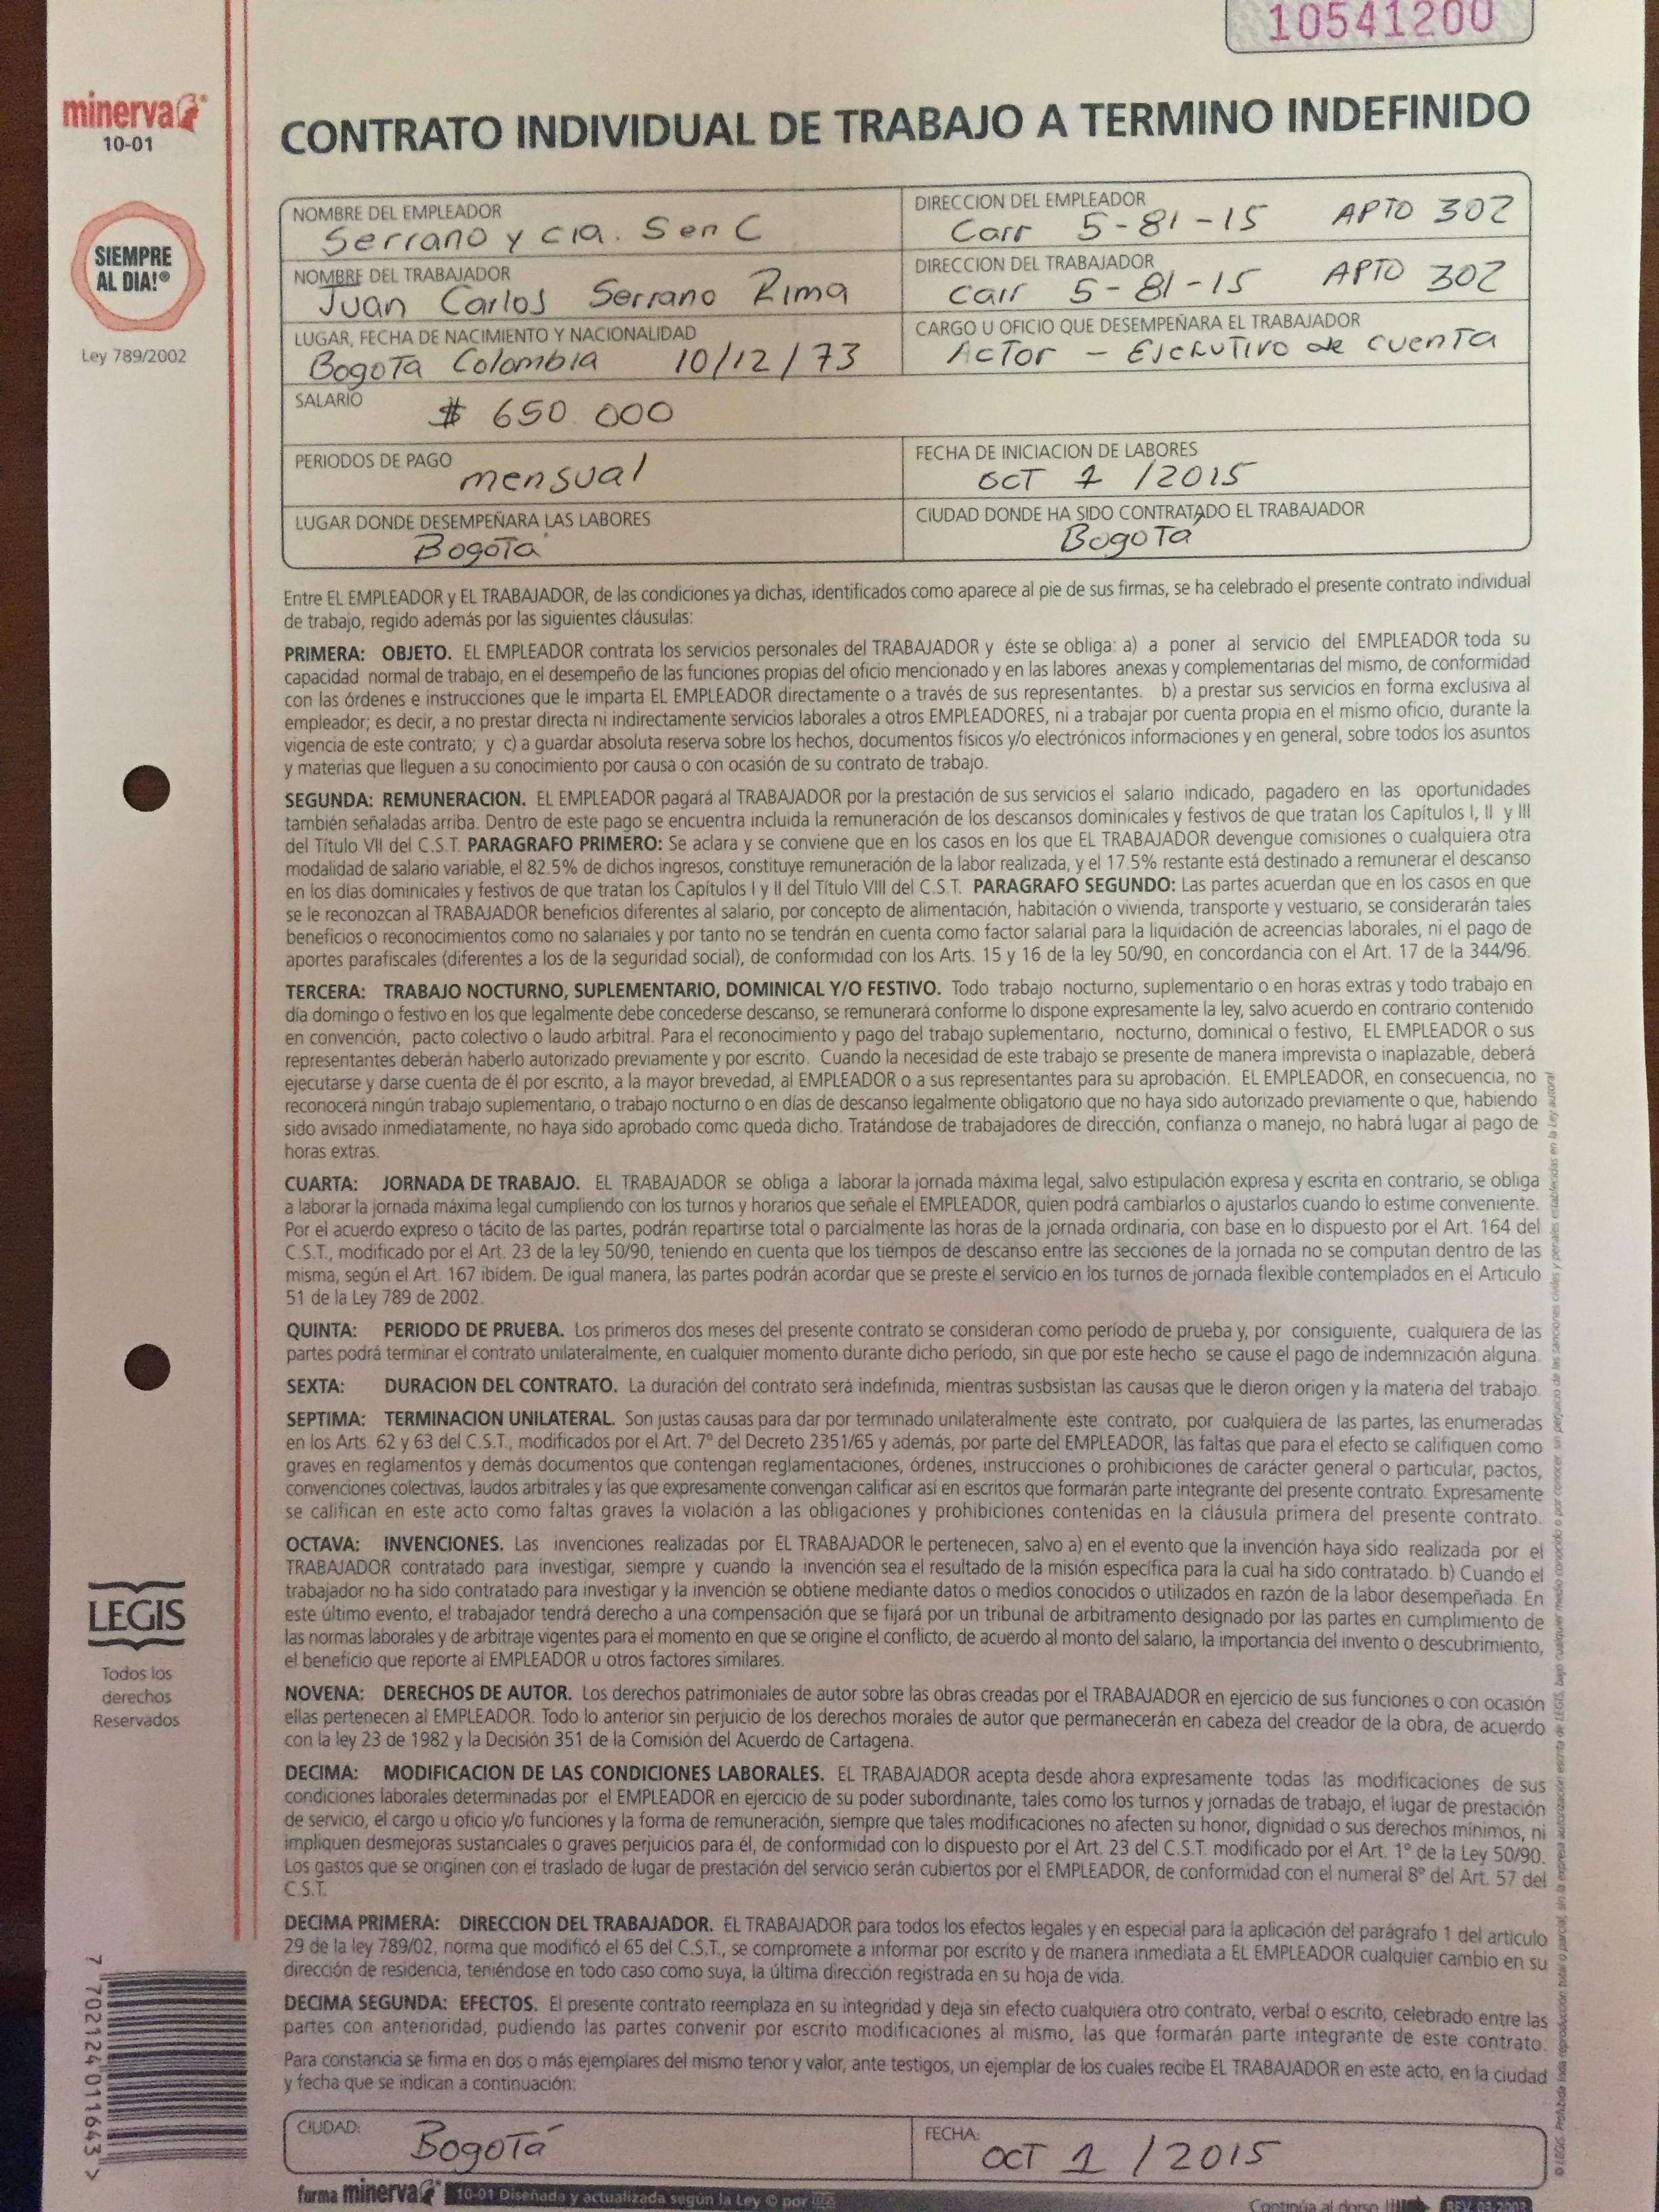 10541200
minerva
10-01
SIEMPRE
AL DIA!®
Ley 789/2002
CONTRATO INDIVIDUAL DE TRABAJO A TERMINO INDEFINIDO
NOMBRE DEL EMPLEADOR
Serrano y cia. S en C
DIRECCION DEL EMPLEADOR
Carr 5-81-15 APTO 302
NOMBRE DEL TRABAJADOR
Juan Carlos Serrano Rima
DIRECCION DEL TRABAJADOR
Carr 5-81-15 APTO 302
LUGAR, FECHA DE NACIMIENTO Y NACIONALIDAD
Bogota Colombia 10/12/73
CARGO U OFICIO QUE DESEMPEÑARA EL TRABAJADOR
Actor - Ejecutivo de cuenta
SALARIO
$ 650.000
PERIODOS DE PAGO
mensual
FECHA DE INICIACION DE LABORES
OCT 1 /2015
LUGAR DONDE DESEMPEÑARA LAS LABORES
Bogotá
CIUDAD DONDE HA SIDO CONTRATADO EL TRABAJADOR
Bogotá
Entre EL EMPLEADOR y EL TRABAJADOR, de las condiciones ya dichas, identificados como aparece al pie de sus firmas, se ha celebrado el presente contrato individual
de trabajo, regido además por las siguientes cláusulas:
PRIMERA: OBJETO. EL EMPLEADOR contrata los servicios personales del TRABAJADOR y éste se obliga: a) a poner al servicio del EMPLEADOR toda su
capacidad normal de trabajo, en el desempeño de las funciones propias del oficio mencionado y en las labores anexas y complementarias del mismo, de conformidad
con las órdenes e instrucciones que le imparta EL EMPLEADOR directamente o a través de sus representantes. b) a prestar sus servicios en forma exclusiva al
empleador; es decir, a no prestar directa ni indirectamente servicios laborales a otros EMPLEADORES, ni a trabajar por cuenta propia en el mismo oficio, durante la
vigencia de este contrato; y c) a guardar absoluta reserva sobre los hechos, documentos físicos y/o electrónicos informaciones y en general, sobre todos los asuntos
y materias que lleguen a su conocimiento por causa o con ocasión de su contrato de trabajo.
SEGUNDA: REMUNERACION. EL EMPLEADOR pagará al TRABAJADOR por la prestación de sus servicios el salario indicado, pagadero en las oportunidades
también señaladas arriba. Dentro de este pago se encuentra incluida la remuneración de los descansos dominicales y festivos de que tratan los Capítulos I, II y III
del Título VII del C.S.T. PARAGRAFO PRIMERO: Se aclara y se conviene que en los casos en los que EL TRABAJADOR devengue comisiones o cualquiera otra
modalidad de salario variable, el 82.5% de dichos ingresos, constituye remuneración de la labor realizada, y el 17.5% restante está destinado a remunerar el descanso
en los días dominicales y festivos de que tratan los Capítulos I y II del Título VIII del C.S.T. PARAGRAFO SEGUNDO: Las partes acuerdan que en los casos en que
se le reconozcan al TRABAJADOR beneficios diferentes al salario, por concepto de alimentación, habitación o vivienda, transporte y vestuario, se considerarán tales
beneficios o reconocimientos como no salariales y por tanto no se tendrán en cuenta como factor salarial para la liquidación de acreencias laborales, ni el pago de
aportes parafiscales (diferentes a los de la seguridad social), de conformidad con los Arts. 15 y 16 de la ley 50/90, en concordancia con el Art. 17 de la 344/96.
TERCERA: TRABAJO NOCTURNO, SUPLEMENTARIO, DOMINICAL Y/O FESTIVO. Todo trabajo nocturno, suplementario o en horas extras y todo trabajo en
día domingo o festivo en los que legalmente debe concederse descanso, se remunerará conforme lo dispone expresamente la ley, salvo acuerdo en contrario contenido
en convención, pacto colectivo o laudo arbitral. Para el reconocimiento y pago del trabajo suplementario, nocturno, dominical o festivo, EL EMPLEADOR o sus
representantes deberán haberlo autorizado previamente y por escrito. Cuando la necesidad de este trabajo se presente de manera imprevista o inaplazable, deberá
ejecutarse y darse cuenta de él por escrito, a la mayor brevedad, al EMPLEADOR o a sus representantes para su aprobación. EL EMPLEADOR, en consecuencia, no
reconocerá ningún trabajo suplementario, o trabajo nocturno o en días de descanso legalmente obligatorio que no haya sido autorizado previamente o que, habiendo
sido avisado inmediatamente, no haya sido aprobado como queda dicho. Tratándose de trabajadores de dirección, confianza o manejo, no habrá lugar al pago de
horas extras.
CUARTA: JORNADA DE TRABAJO. EL TRABAJADOR se obliga a laborar la jornada máxima legal, salvo estipulación expresa y escrita en contrario, se obliga
a laborar la jornada máxima legal cumpliendo con los turnos y horarios que señale el EMPLEADOR, quien podrá cambiarlos o ajustarlos cuando lo estime conveniente.
Por el acuerdo expreso o tácito de las partes, podrán repartirse total o parcialmente las horas de la jornada ordinaria, con base en lo dispuesto por el Art. 164 del
C.S.T., modificado por el Art. 23 de la ley 50/90, teniendo en cuenta que los tiempos de descanso entre las secciones de la jornada no se computan dentro de las
misma, según el Art. 167 ibídem. De igual manera, las partes podrán acordar que se preste el servicio en los turnos de jornada flexible contemplados en el Artículo
51 de la Ley 789 de 2002.
QUINTA: PERIODO DE PRUEBA. Los primeros dos meses del presente contrato se consideran como período de prueba y, por consiguiente, cualquiera de las
partes podrá terminar el contrato unilateralmente, en cualquier momento durante dicho período, sin que por este hecho se cause el pago de indemnización alguna.
SEXTA: DURACION DEL CONTRATO. La duración del contrato será indefinida, mientras susbsistan las causas que le dieron origen y la materia del trabajo.
SEPTIMA: TERMINACION UNILATERAL. Son justas causas para dar por terminado unilateralmente este contrato, por cualquiera de las partes, las enumeradas
en los Arts. 62 y 63 del C.S.T., modificados por el Art. 7º del Decreto 2351/65 y además, por parte del EMPLEADOR, las faltas que para el efecto se califiquen como
graves en reglamentos y demás documentos que contengan reglamentaciones, órdenes, instrucciones o prohibiciones de carácter general o particular, pactos,
convenciones colectivas, laudos arbitrales y las que expresamente convengan calificar así en escritos que formarán parte integrante del presente contrato. Expresamente
se califican en este acto como faltas graves la violación a las obligaciones y prohibiciones contenidas en la cláusula primera del presente contrato.
OCTAVA: INVENCIONES. Las invenciones realizadas por EL TRABAJADOR le pertenecen, salvo a) en el evento que la invención haya sido realizada por el
TRABAJADOR contratado para investigar, siempre y cuando la invención sea el resultado de la misión específica para la cual ha sido contratado. b) Cuando el
trabajador no ha sido contratado para investigar y la invención se obtiene mediante datos o medios conocidos o utilizados en razón de la labor desempeñada. En
este último evento, el trabajador tendrá derecho a una compensación que se fijará por un tribunal de arbitramento designado por las partes en cumplimiento de
las normas laborales y de arbitraje vigentes para el momento en que se origine el conflicto, de acuerdo al monto del salario, la importancia del invento o descubrimiento,
el beneficio que reporte al EMPLEADOR u otros factores similares.
NOVENA: DERECHOS DE AUTOR. Los derechos patrimoniales de autor sobre las obras creadas por el TRABAJADOR en ejercicio de sus funciones o con ocasión
ellas pertenecen al EMPLEADOR. Todo lo anterior sin perjuicio de los derechos morales de autor que permanecerán en cabeza del creador de la obra, de acuerdo
con la ley 23 de 1982 y la Decisión 351 de la Comisión del Acuerdo de Cartagena.
DECIMA: MODIFICACION DE LAS CONDICIONES LABORALES. EL TRABAJADOR acepta desde ahora expresamente todas las modificaciones de sus
condiciones laborales determinadas por el EMPLEADOR en ejercicio de su poder subordinante, tales como los turnos y jornadas de trabajo, el lugar de prestación
de servicio, el cargo u oficio y/o funciones y la forma de remuneración, siempre que tales modificaciones no afecten su honor, dignidad o sus derechos mínimos, ni
impliquen desmejoras sustanciales o graves perjuicios para él, de conformidad con lo dispuesto por el Art. 23 del C.S.T. modificado por el Art. 1º de la Ley 50/90.
Los gastos que se originen con el traslado de lugar de prestación del servicio serán cubiertos por el EMPLEADOR, de conformidad con el numeral 8º del Art. 57 del
C.S.T.
DECIMA PRIMERA: DIRECCION DEL TRABAJADOR. EL TRABAJADOR para todos los efectos legales y en especial para la aplicación del parágrafo 1 del artículo
29 de la ley 789/02, norma que modificó el 65 del C.S.T., se compromete a informar por escrito y de manera inmediata a EL EMPLEADOR cualquier cambio en su
dirección de residencia, teniéndose en todo caso como suya, la última dirección registrada en su hoja de vida.
DECIMA SEGUNDA: EFECTOS. El presente contrato reemplaza en su integridad y deja sin efecto cualquiera otro contrato, verbal o escrito, celebrado entre las
partes con anterioridad, pudiendo las partes convenir por escrito modificaciones al mismo, las que formarán parte integrante de este contrato.
Para constancia se firma en dos o más ejemplares del mismo tenor y valor, ante testigos, un ejemplar de los cuales recibe EL TRABAJADOR en este acto, en la ciudad
y fecha que se indican a continuación:
CIUDAD:
Bogotá
FECHA:
OCT 1 /2015
forma minerva 10-01 Diseñada y actualizada según la Ley © por
Continúa al dorso
REV. 03-2003
LEGIS
Todos los
derechos
Reservados
7 702124 011643 >
© LEGIS. Prohibida toda reproducción total o parcial, sin la expresa autorización escrita de LEGIS, bajo cualquier medio conocido o por conocer, sin perjuicio de las sanciones civiles y penales establecidas en la Ley autoral